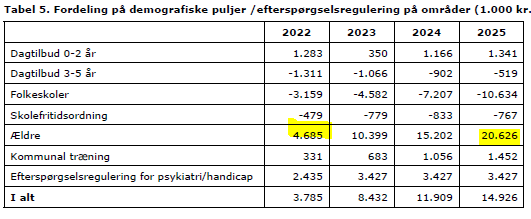 Tabel 5. Fordeling på demografiske puljer /efterspørgselsregulering på områder (1.000 kr.
2022 2023 2024 2025
Dagtilbud 0-2 år 1.283 350 1.166 1.341
Dagtilbud 3-5 år -1.311 -1.066 -902 -519
Folkeskoler -3.159 -4.582 -7.207 -10.634
Skolefritidsordning -479 -779 -833 -767
Ældre 4.685 10.399 15.202 20.626
Kommunal træning 331 683 1.056 1.452
Efterspørgselsregulering for psykiatri/handicap 2.435 3.427 3.427 3.427
I alt 3.785 8.432 11.909 14.926